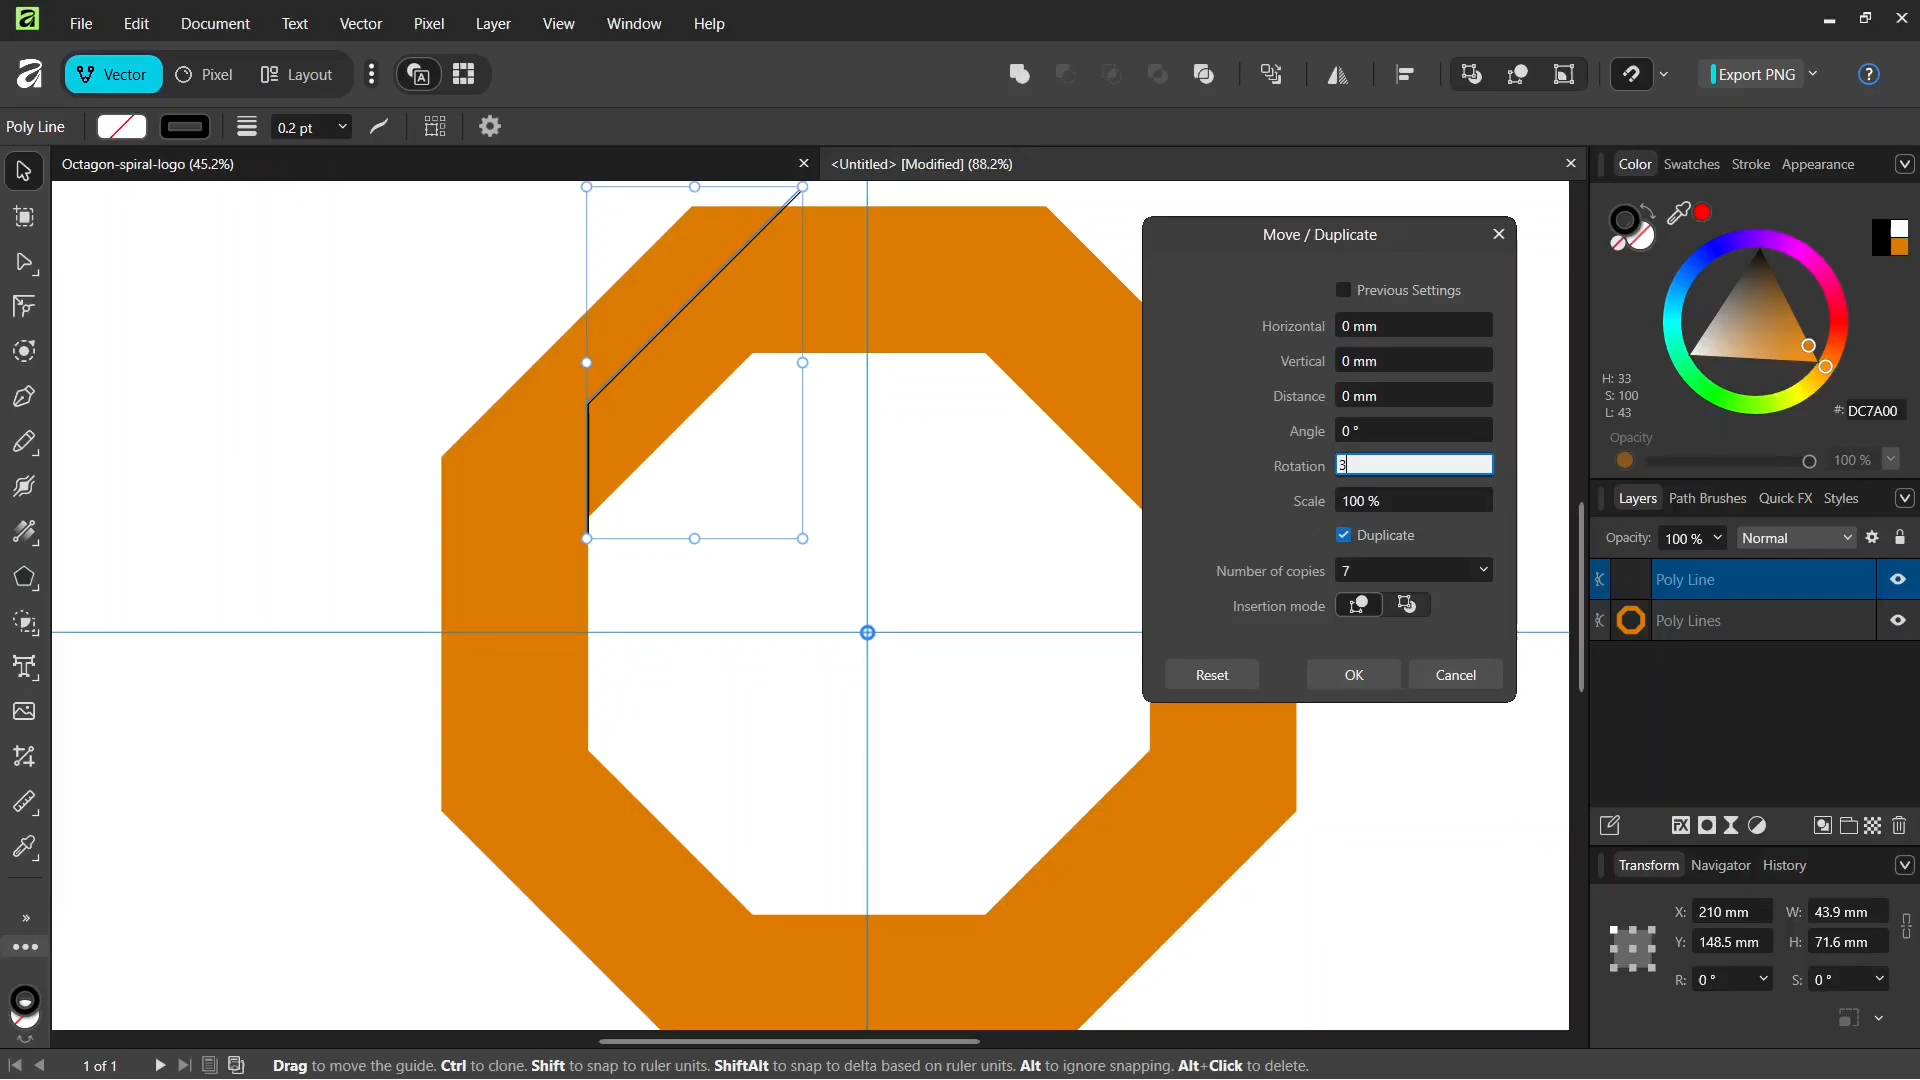 File Edit Document Text Vector Pixel Layer View Window Help
Vector Pixel Layout Export PNG
Poly Line 0.2 pt
Octagon-spiral-logo (45.2%)
<Untitled> [Modified] (88.2%)
Color Swatches Stroke Appearance
H: 33
S: 100
L: 43
#: DC7A00
Opacity
100 %
Move / Duplicate
Previous Settings
Horizontal 0 mm
Vertical 0 mm
Distance 0 mm
Angle 0 °
Rotation 3
Scale 100 %
Duplicate
Number of copies 7
Insertion mode
Reset OK Cancel
Layers Path Brushes Quick FX Styles
Opacity: 100 % Normal
Poly Line
Poly Lines
Transform Navigator History
X: 210 mm W: 43.9 mm
Y: 148.5 mm H: 71.6 mm
R: 0 ° S: 0 °
1 of 1
Drag to move the guide. Ctrl to clone. Shift to snap to ruler units. ShiftAlt to snap to delta based on ruler units. Alt to ignore snapping. Alt+Click to delete.